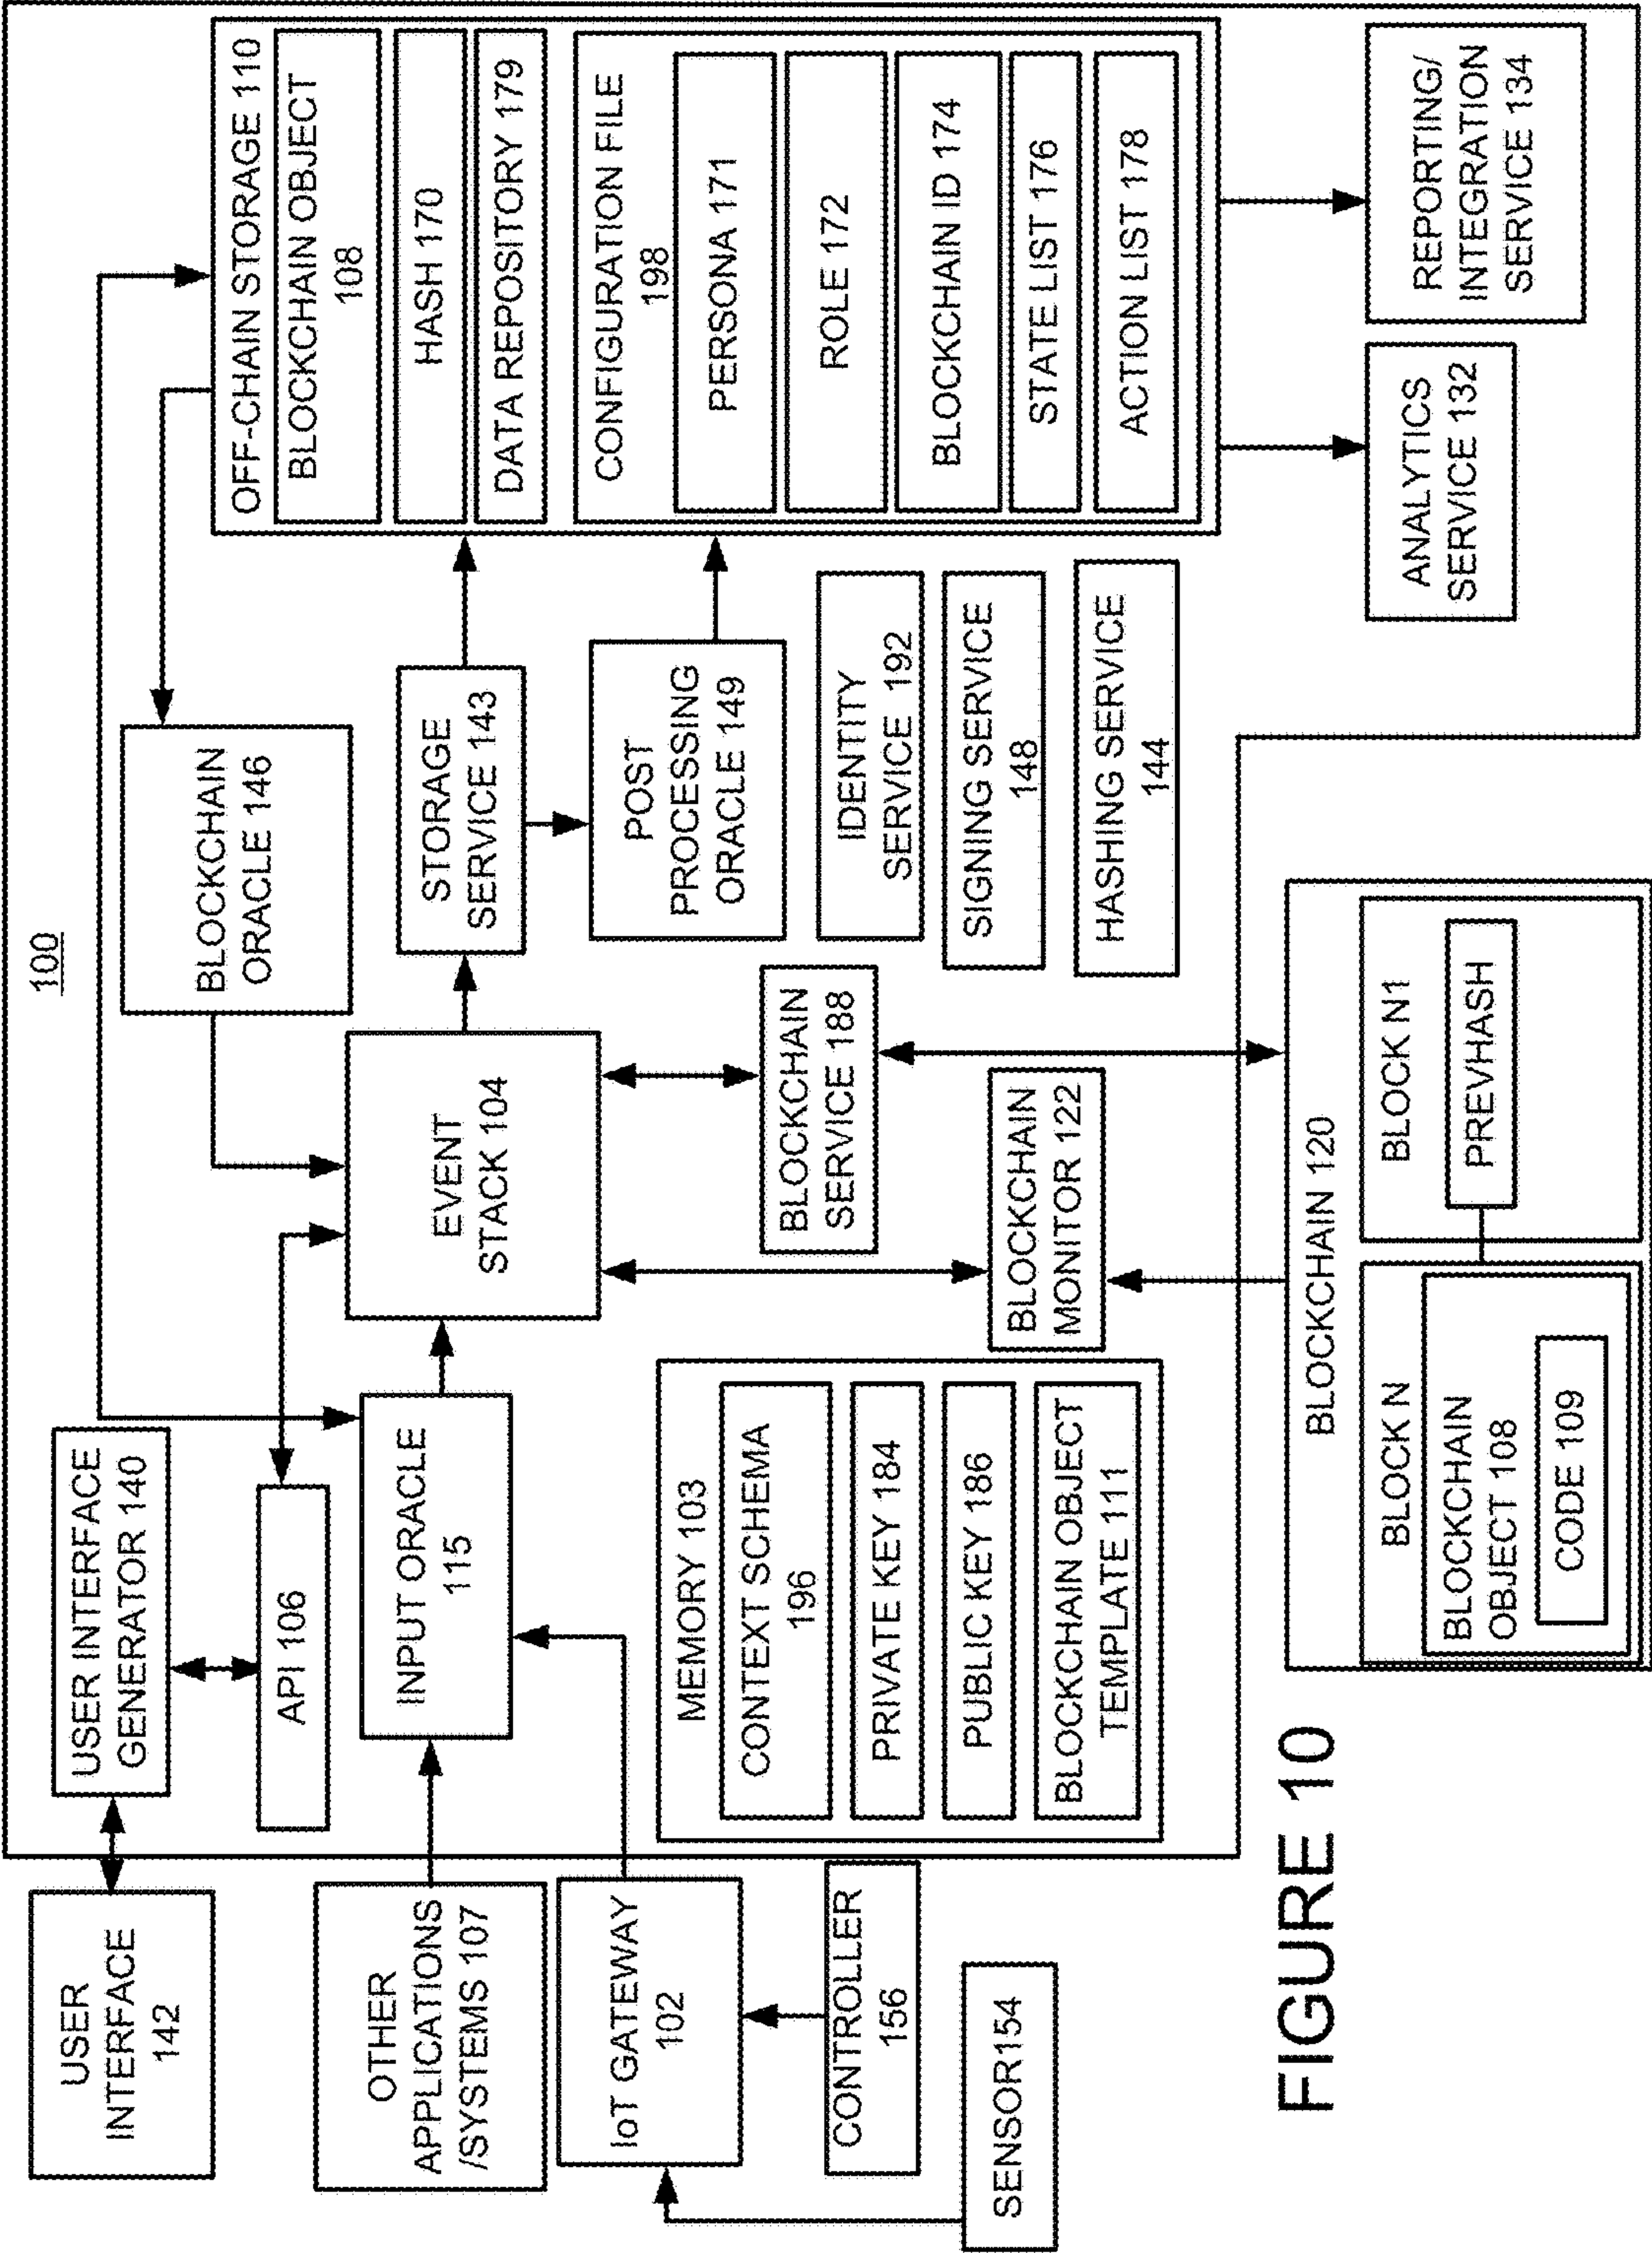 100
USER
INTERFACE
142
USER INTERFACE
GENERATOR 140
BLOCKCHAIN
ORACLE 146
OFF-CHAIN STORAGE 110
BLOCKCHAIN OBJECT
108
HASH 170
DATA REPOSITORY 179
CONFIGURATION FILE
198
PERSONA 171
ROLE 172
BLOCKCHAIN ID 174
STATE LIST 176
ACTION LIST 178
API 106
OTHER
APPLICATIONS
/SYSTEMS 107
INPUT ORACLE
115
EVENT
STACK 104
STORAGE
SERVICE 143
POST
PROCESSING
ORACLE 149
IoT GATEWAY
102
CONTROLLER
156
SENSOR154
MEMORY 103
CONTEXT SCHEMA
196
PRIVATE KEY 184
PUBLIC KEY 186
BLOCKCHAIN OBJECT
TEMPLATE 111
BLOCKCHAIN
SERVICE 188
BLOCKCHAIN
MONITOR 122
IDENTITY
SERVICE 192
SIGNING SERVICE
148
HASHING SERVICE
144
BLOCKCHAIN 120
BLOCK N
BLOCKCHAIN
OBJECT 108
CODE 109
BLOCK N1
PREVHASH
ANALYTICS
SERVICE 132
REPORTING/
INTEGRATION
SERVICE 134
FIGURE 10